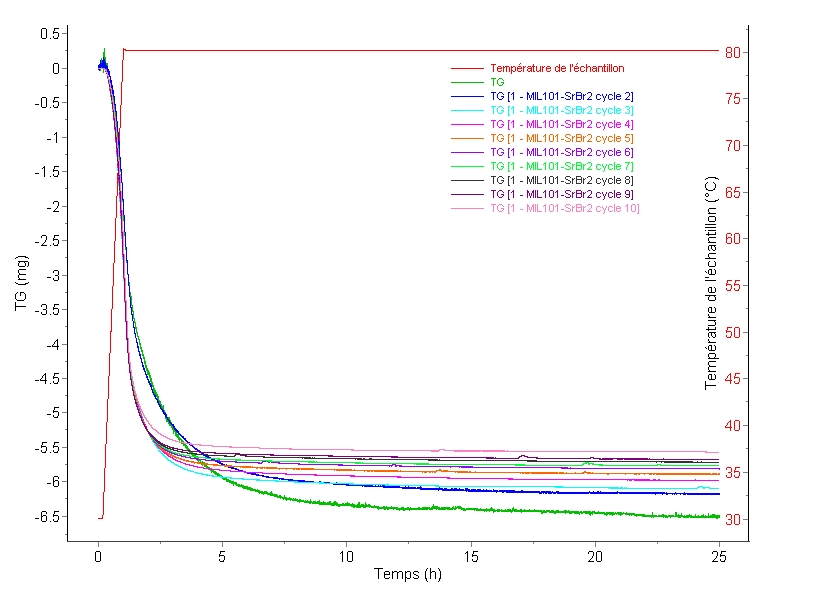 0.5
0
-0.5
-1
-1.5
-2
-2.5
-3
-3.5
-4
-4.5
-5
-5.5
-6
-6.5
TG (mg)
Température de l'échantillon
TG
TG [1 - MIL101-SrBr2 cycle 2]
TG [1 - MIL101-SrBr2 cycle 3]
TG [1 - MIL101-SrBr2 cycle 4]
TG [1 - MIL101-SrBr2 cycle 5]
TG [1 - MIL101-SrBr2 cycle 6]
TG [1 - MIL101-SrBr2 cycle 7]
TG [1 - MIL101-SrBr2 cycle 8]
TG [1 - MIL101-SrBr2 cycle 9]
TG [1 - MIL101-SrBr2 cycle 10]
Température de l'échantillon (°C)
80
75
70
65
60
55
50
45
40
35
30
0 5 10 15 20 25
Temps (h)